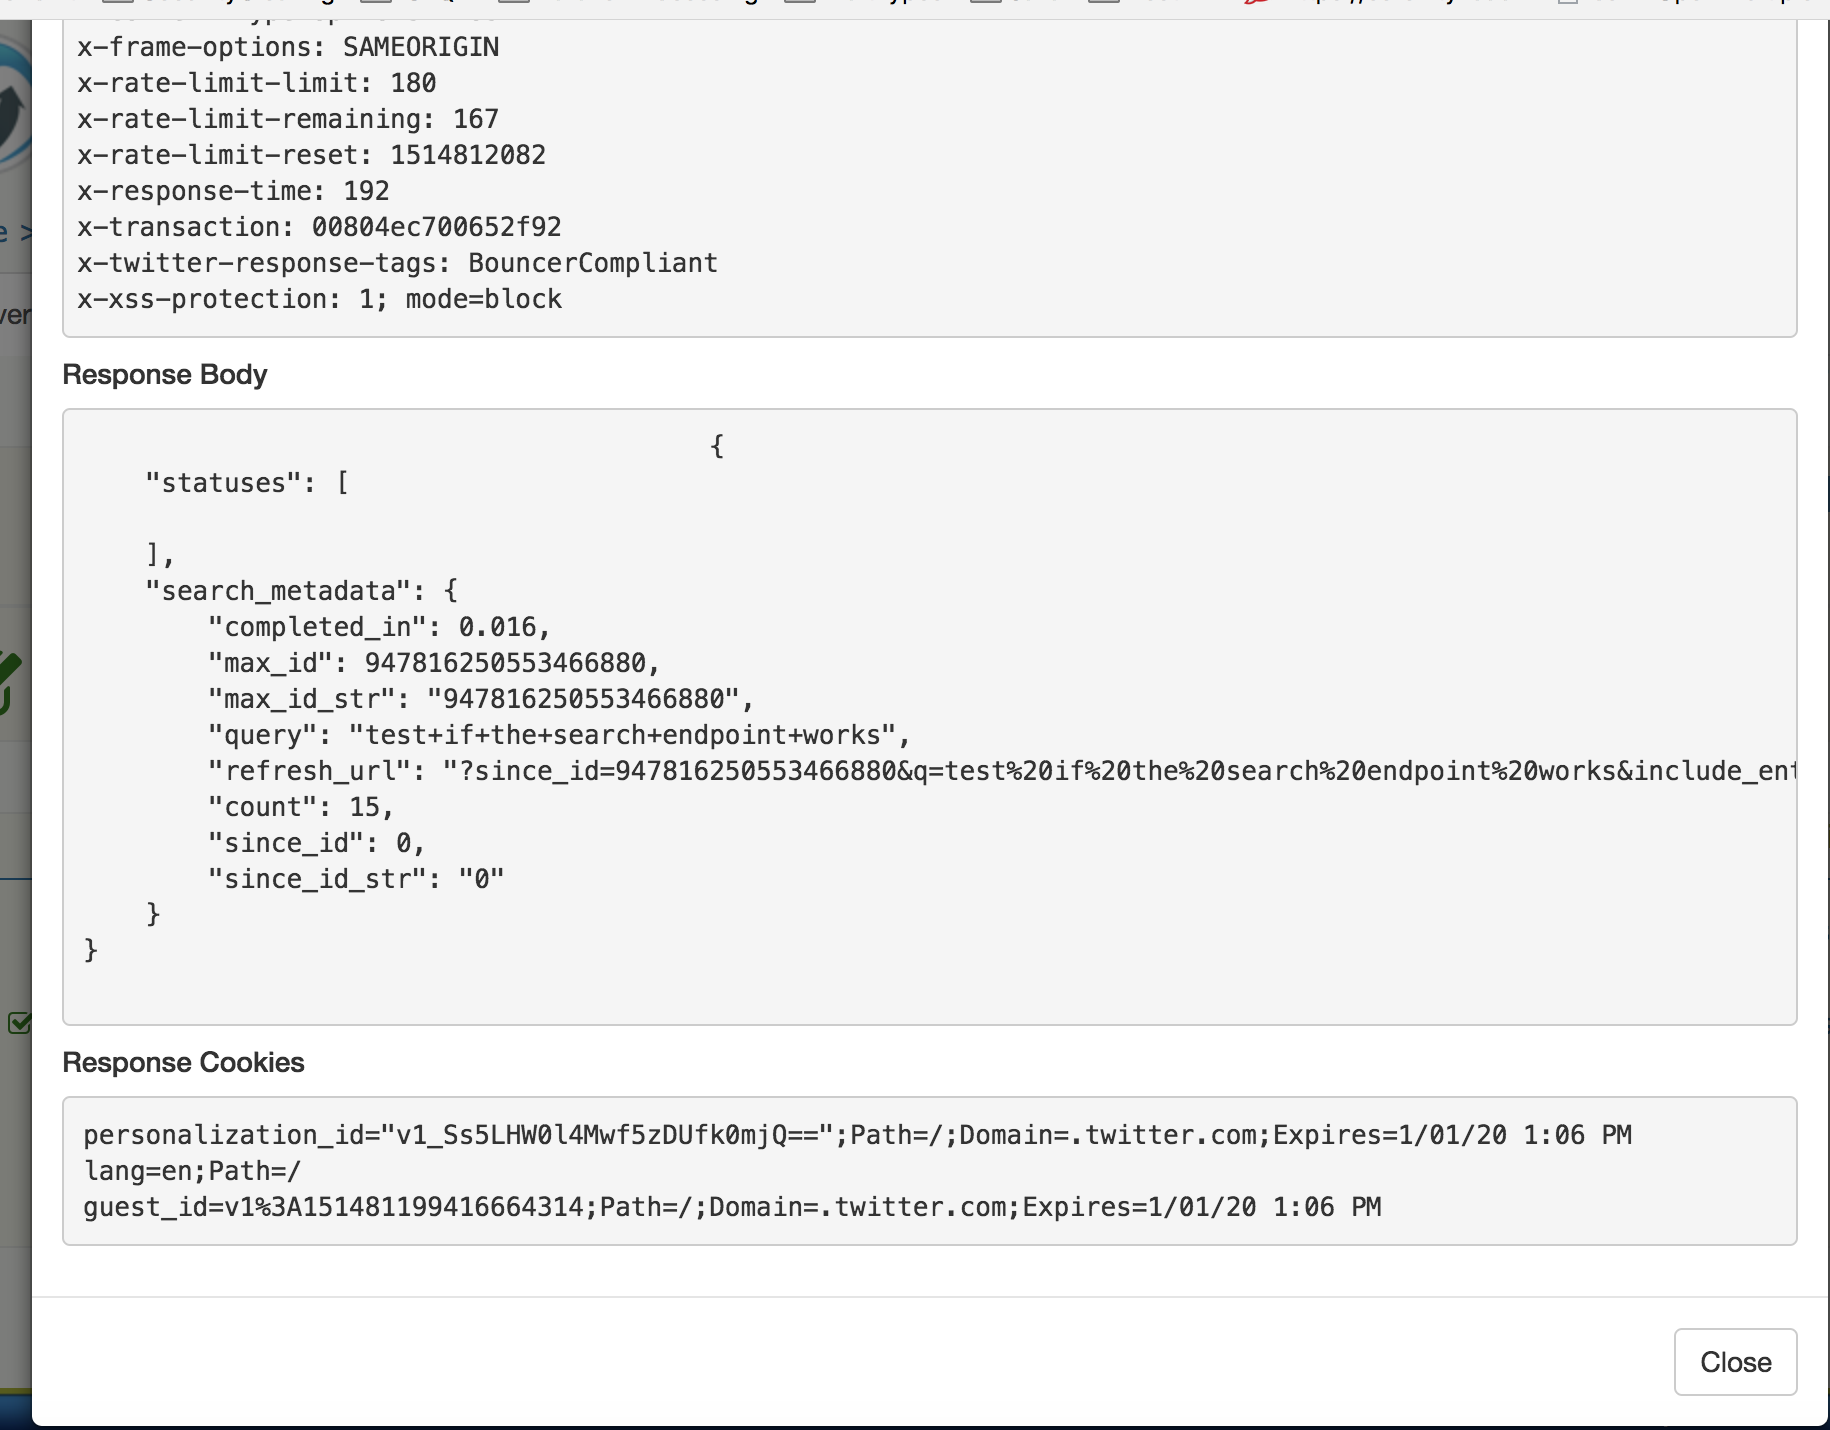 x-frame-options: SAMEORIGIN
x-rate-limit-limit: 180
x-rate-limit-remaining: 167
x-rate-limit-reset: 1514812082
x-response-time: 192
x-transaction: 00804ec700652f92
x-twitter-response-tags: BouncerCompliant
x-xss-protection: 1; mode=block
Response Body
{
"statuses": [
],
"search_metadata": {
"completed_in": 0.016,
"max_id": 947816250553466880,
"max_id_str": "947816250553466880",
"query": "test+if+the+search+endpoint+works",
"refresh_url": "?since_id=947816250553466880&q=test%20if%20the%20search%20endpoint%20works&include_ent
"count": 15,
"since_id": 0,
"since_id_str": "0"
}
}
Response Cookies
personalization_id="v1_Ss5LHW0l4Mwf5zDUfk0mjQ==";Path=/;Domain=.twitter.com;Expires=1/01/20 1:06 PM
lang=en;Path=/
guest_id=v1%3A151481199416664314;Path=/;Domain=.twitter.com;Expires=1/01/20 1:06 PM
Close